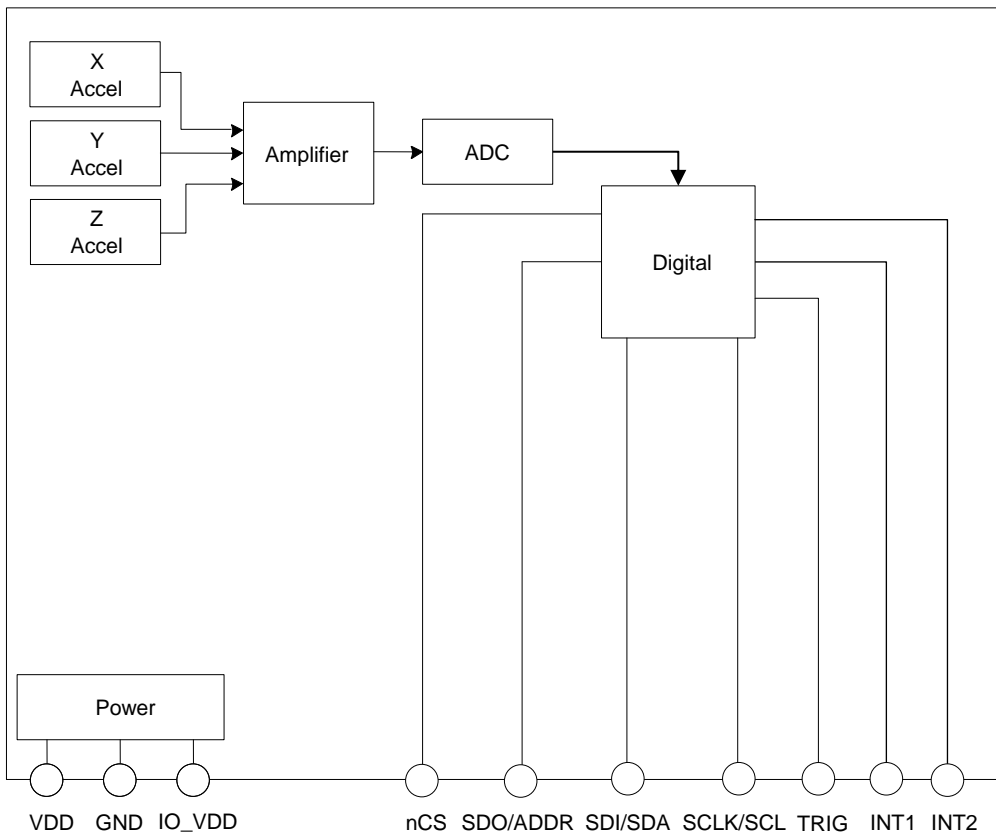 X
Accel
Y
Accel
Z
Accel
Amplifier
ADC
Digital
Power
VDD GND IO_VDD nCS SDO/ADDR SDI/SDA SCLK/SCL TRIG INT1 INT2